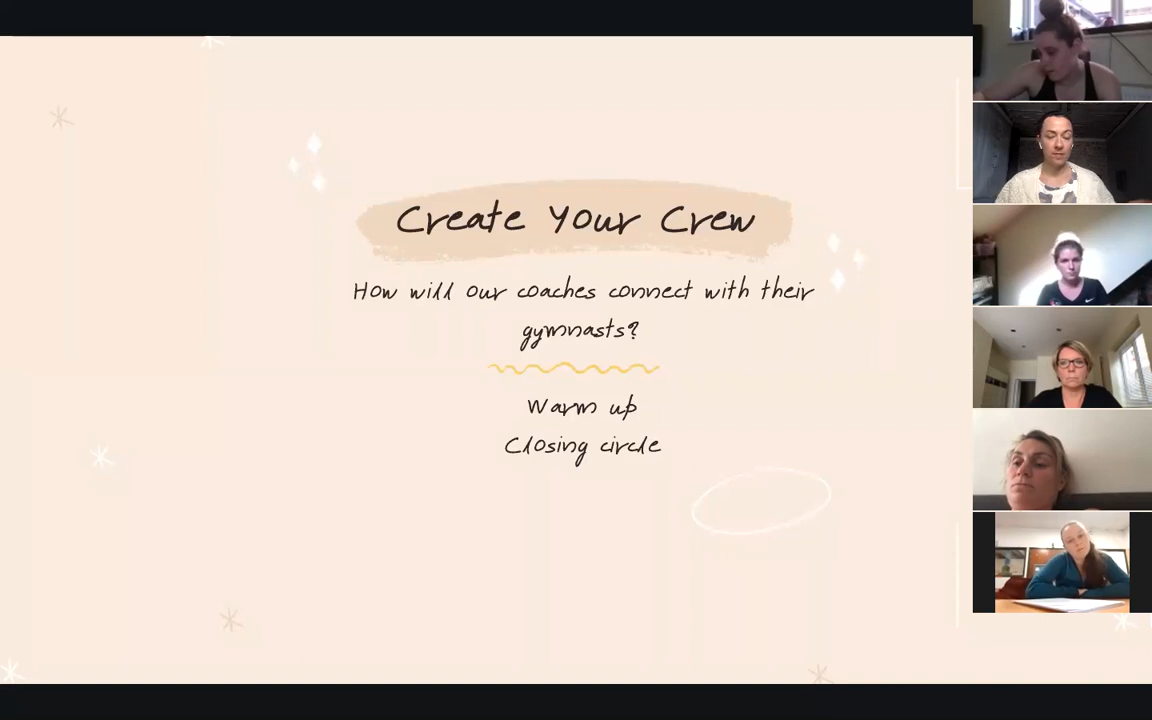 Create Your Crew
How will our coaches connect with their
gymnasts?
Warm up
Closing circle